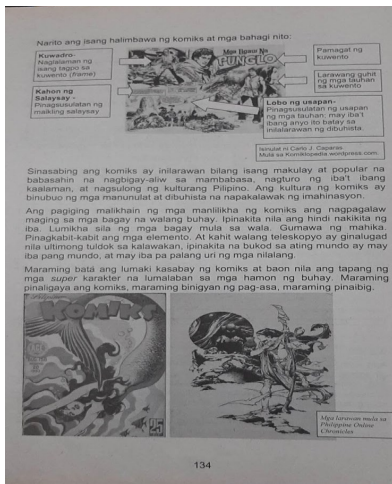 Narito ang isang halimbawa ng komiks at mga bahagi nito:
Kuwadro-
Naglalaman ng
isang tagpo sa
kuwento (frame)
Kahon ng
Salaysay -
Pinagsusulatan ng
maikling salaysay
Mga Ligaw Na
PUNGLO
Pamagat ng
kuwento
Larawang guhit
ng mga tauhan
sa kuwento
Lobo ng usapan-
Pinagsusulatan ng usapan
ng mga tauhan; may iba't
ibang anyo ito batay sa
inilalarawan ng dibuhista.
Isinulat ni Carlo J. Caparas
Mula sa Komiklopedia.wordpress.com.
Sinasabing ang komiks ay inilarawan bilang isang makulay at popular na
babasahin na nagbigay-aliw sa mambabasa, nagturo ng iba't ibang
kaalaman, at nagsulong ng kulturang Pilipino. Ang kultura ng komiks ay
binubuo ng mga manunulat at dibuhista na napakalawak ng imahinasyon.
Ang pagiging malikhain ng mga manlilikha ng komiks ang nagpagalaw
maging sa mga bagay na walang buhay. Ipinakita nila ang hindi nakikita ng
iba. Lumikha sila ng mga bagay mula sa wala. Gumawa ng mahika.
Pinagkabit-kabit ang mga elemento. At kahit walang teleskopyo ay ginalugad
nila ultimong tuldok sa kalawakan, ipinakita na bukod sa ating mundo ay may
iba pang mundo, at may iba pa palang uri ng mga nilalang.
Maraming batà ang lumaki kasabay ng komiks at baon nila ang tapang ng
mga super karakter na lumalaban sa mga hamon ng buhay. Maraming
pinaligaya ang komiks, maraming binigyan ng pag-asa, maraming pinaibig.
KOMIKS
25
Mga larawan mula sa
Philippine Online
Chronicles
134